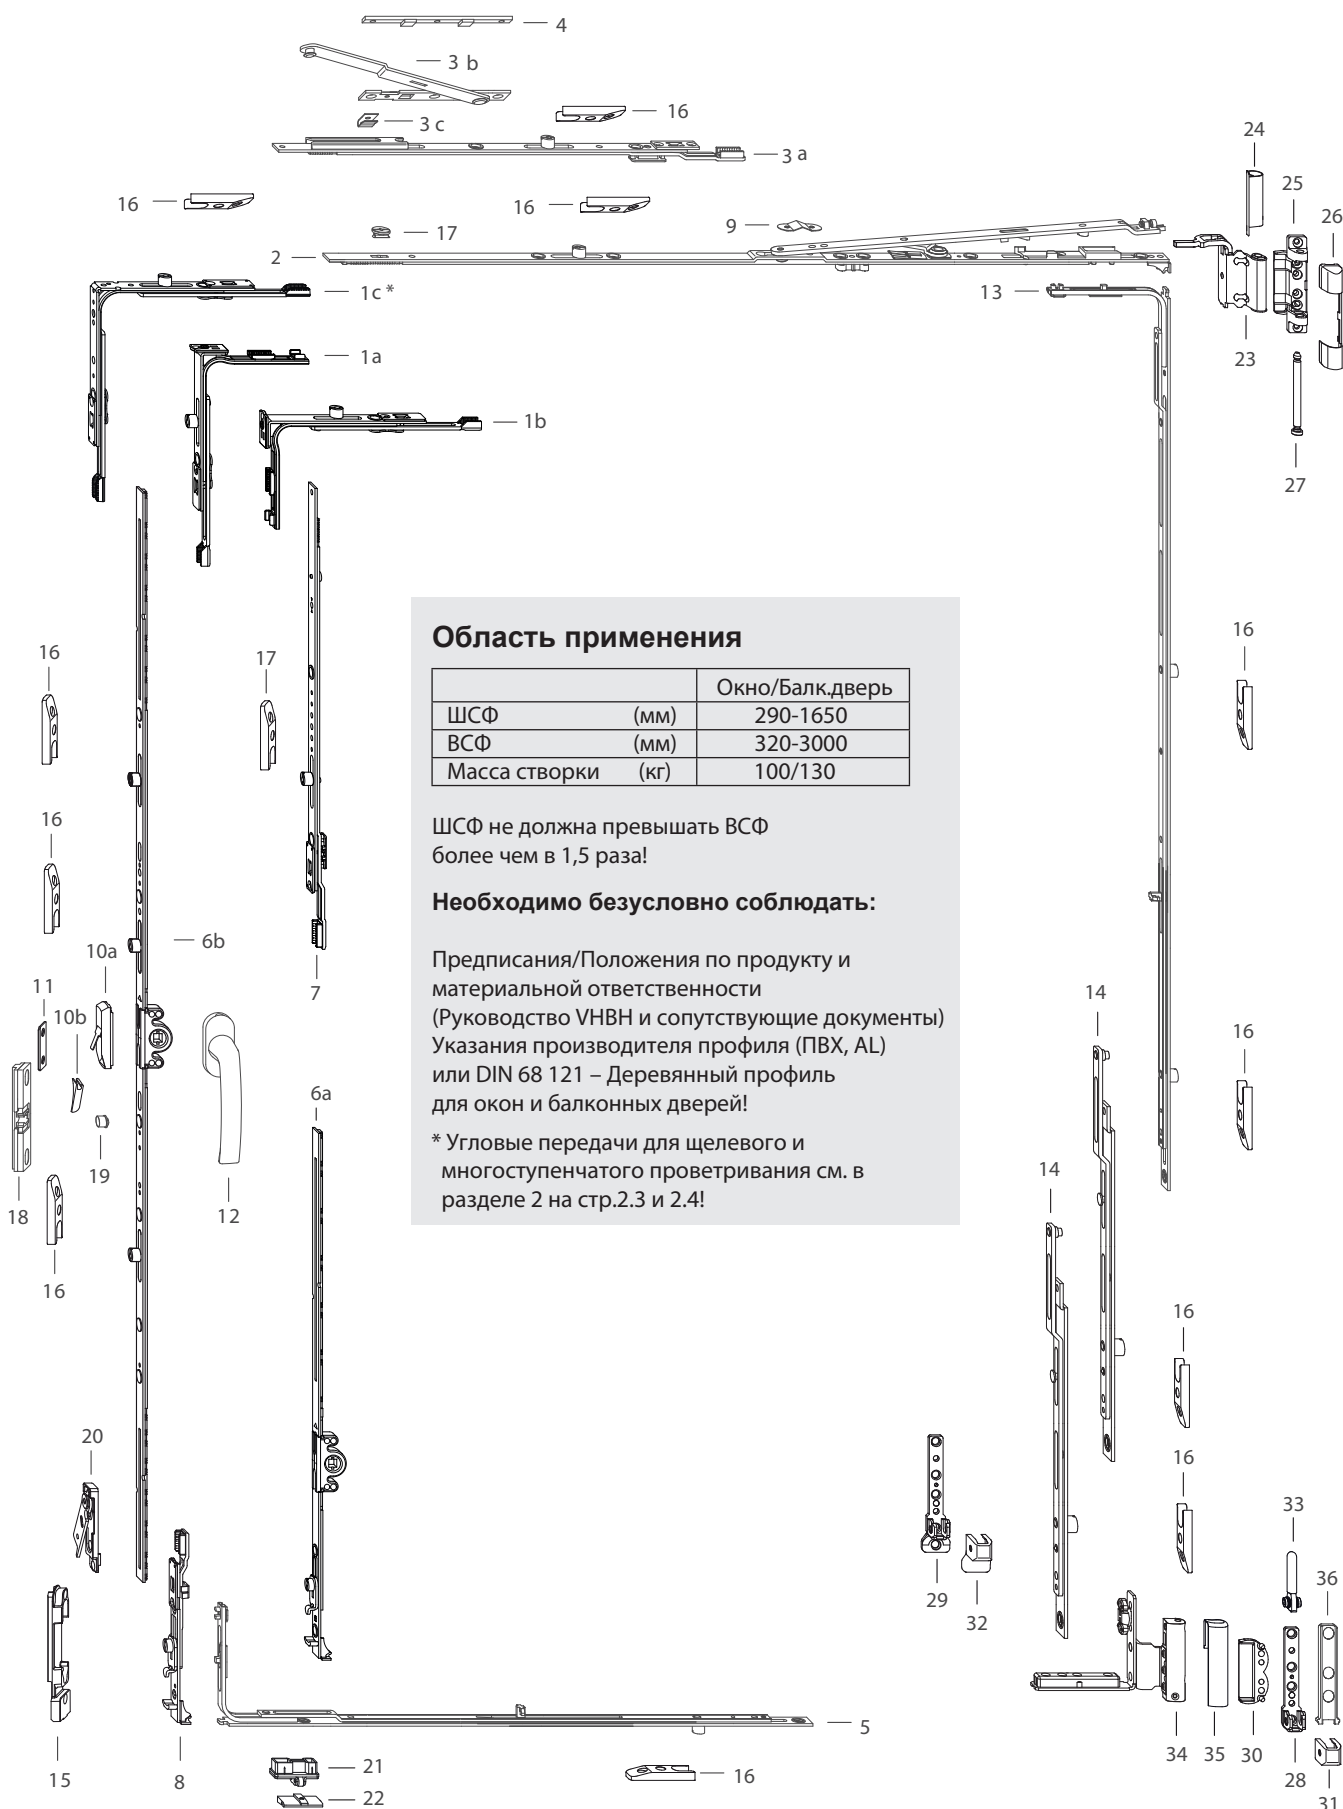 4
3 b
16
3 c
3 a
24
16
16
25
9
17
26
2
1c *
13
1a
23
1b
27
Область применения
Окно/Балк.дверь
ШСФ (мм) 290-1650
ВСФ (мм) 320-3000
Масса створки (кг) 100/130
ШСФ не должна превышать ВСФ
более чем в 1,5 раза!
Необходимо безусловно соблюдать:
Предписания/Положения по продукту и
материальной ответственности
(Руководство VHBH и сопутствующие документы)
Указания производителя профиля (ПВХ, AL)
или DIN 68 121 – Деревянный профиль
для окон и балконных дверей!
* Угловые передачи для щелевого и
многоступенчатого проветривания см. в
разделе 2 на стр.2.3 и 2.4!
16
17
16
16
6b
10a
7
11
10b
14
16
6a
19
14
18
12
16
16
20
16
33
29
36
32
5
15
8
21
16
34
35
30
28
22
31